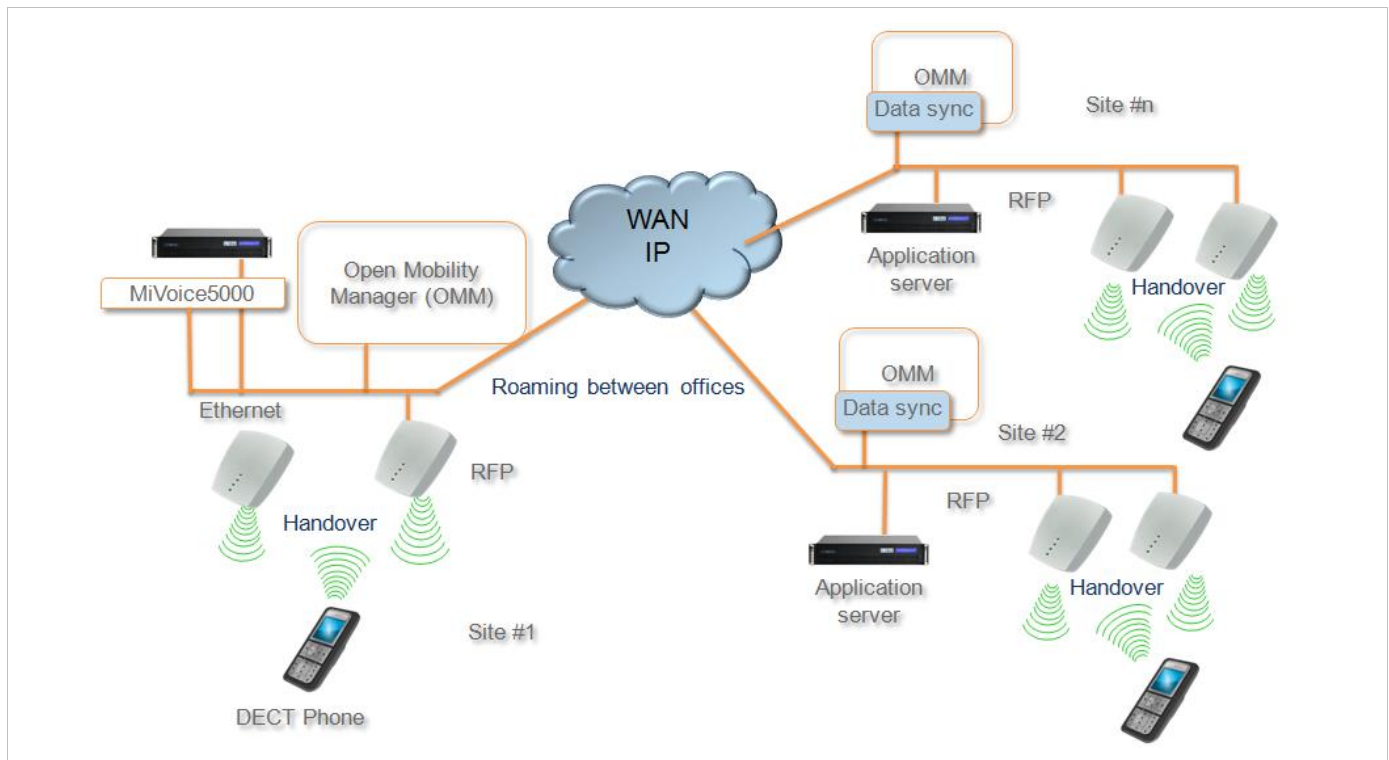 OMM
Data sync
Site #n
WAN
IP
RFP
Application
server
Handover
MiVoice5000
Open Mobility
Manager (OMM)
Roaming between offices
Ethernet
RFP
Handover
DECT Phone
Site #1
OMM
Data sync
Site #2
RFP
Application
server
Handover